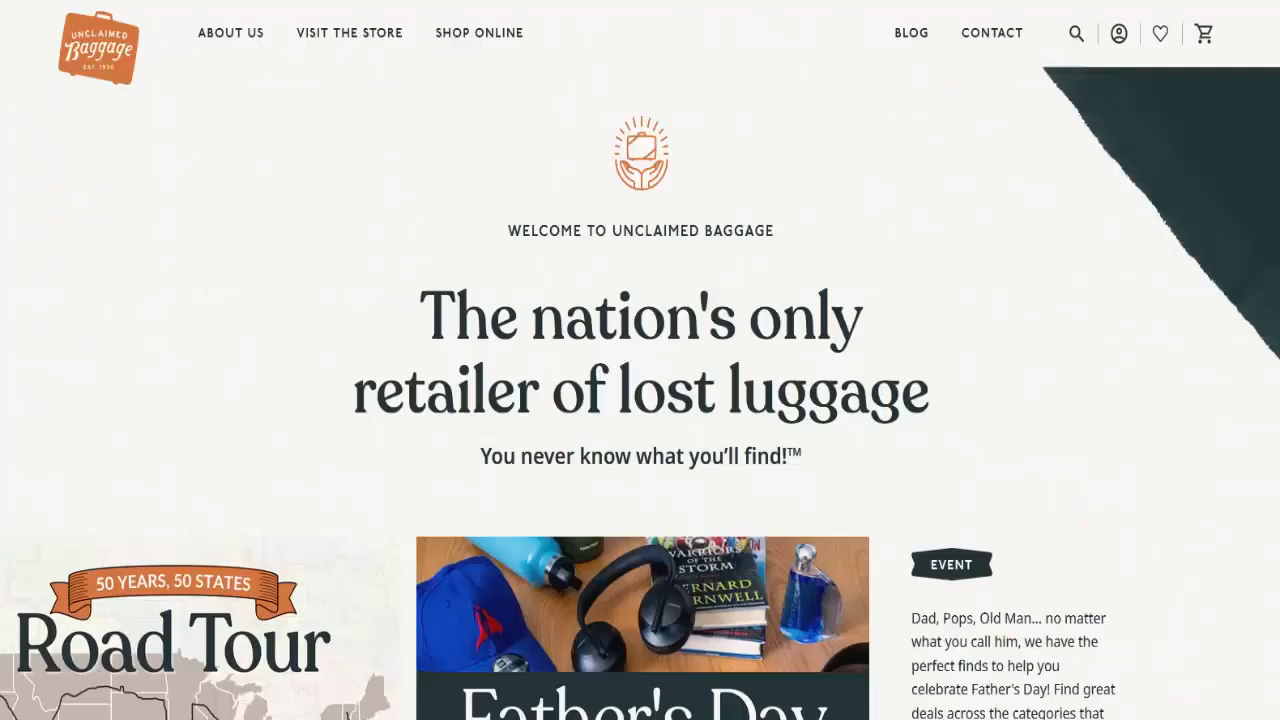 UNCLAIMED
Baggage
EST 1970
ABOUT US
VISIT THE STORE
SHOP ONLINE
BLOG
CONTACT
WELCOME TO UNCLAIMED BAGGAGE
The nation's only
retailer of lost luggage
You never know what you'll find!™
50 YEARS, 50 STATES
Road Tour
WARRIORS
OF THE
STORM
BERNARD
CORNWELL
Father's Day
EVENT
Dad, Pops, Old Man... no matter
what you call him, we have the
perfect finds to help you
celebrate Father's Day! Find great
deals across the categories that